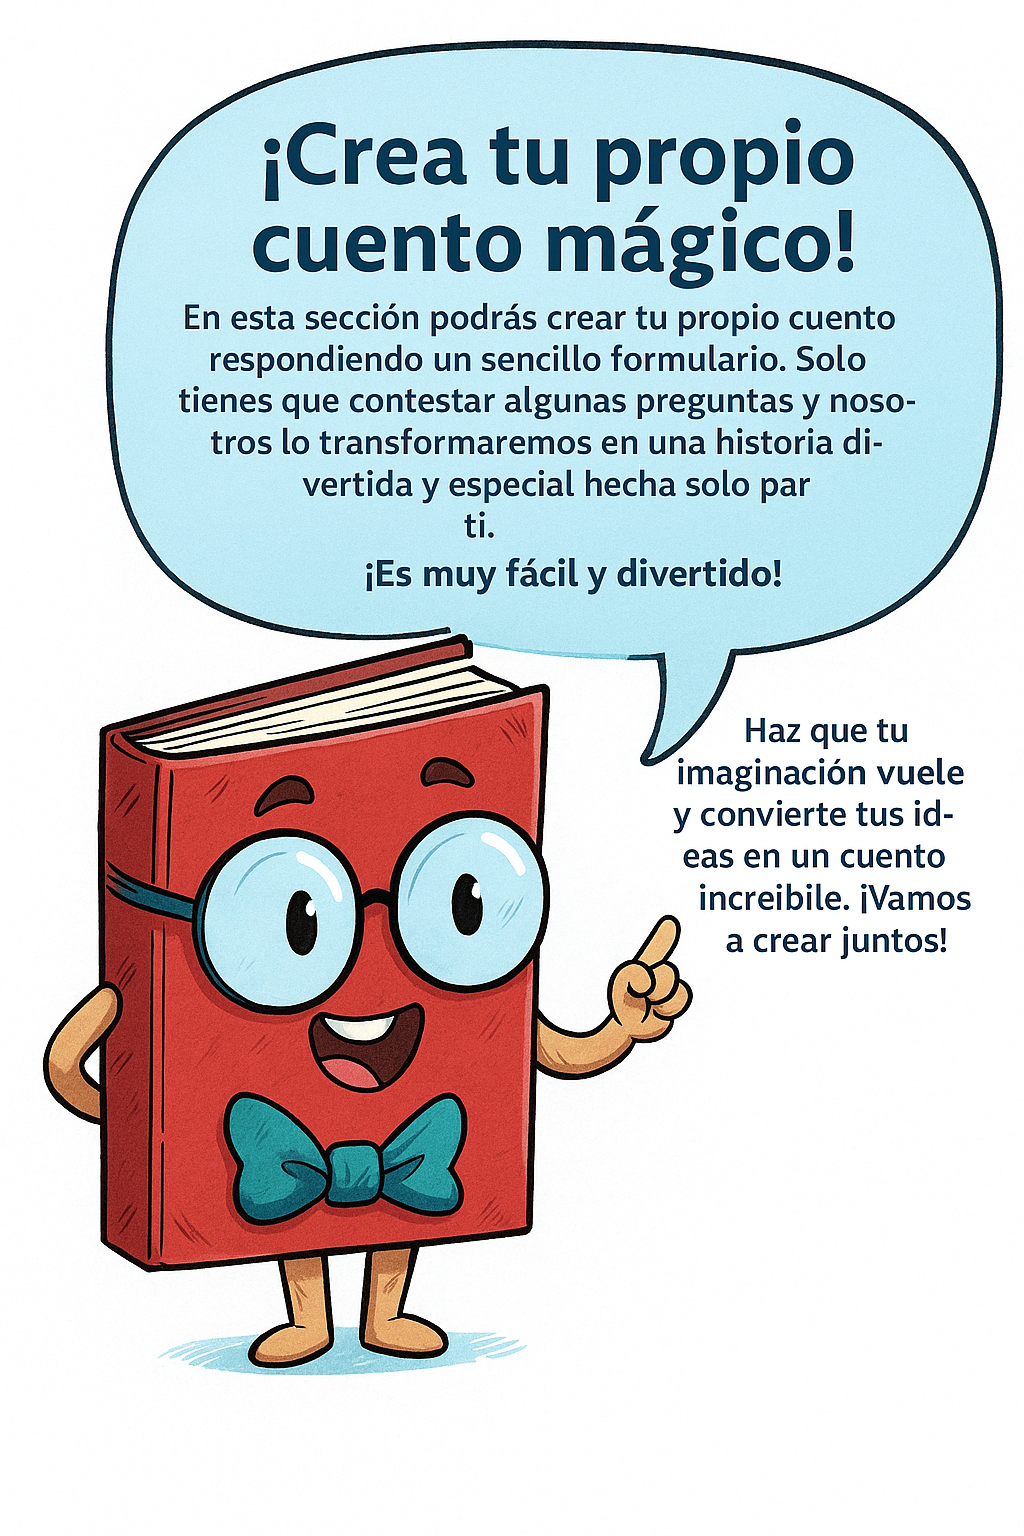 ¡Crea tu propio
cuento mágico!
En esta sección podrás crear tu propio cuento
respondiendo un sencillo formulario. Solo
tienes que contestar algunas preguntas y noso-
tros lo transformaremos en una historia di-
vertida y especial hecha solo par
ti.
¡Es muy fácil y divertido!
Haz que tu
imaginación vuele
y convierte tus id-
eas en un cuento
increibile. ¡Vamos
a crear juntos!